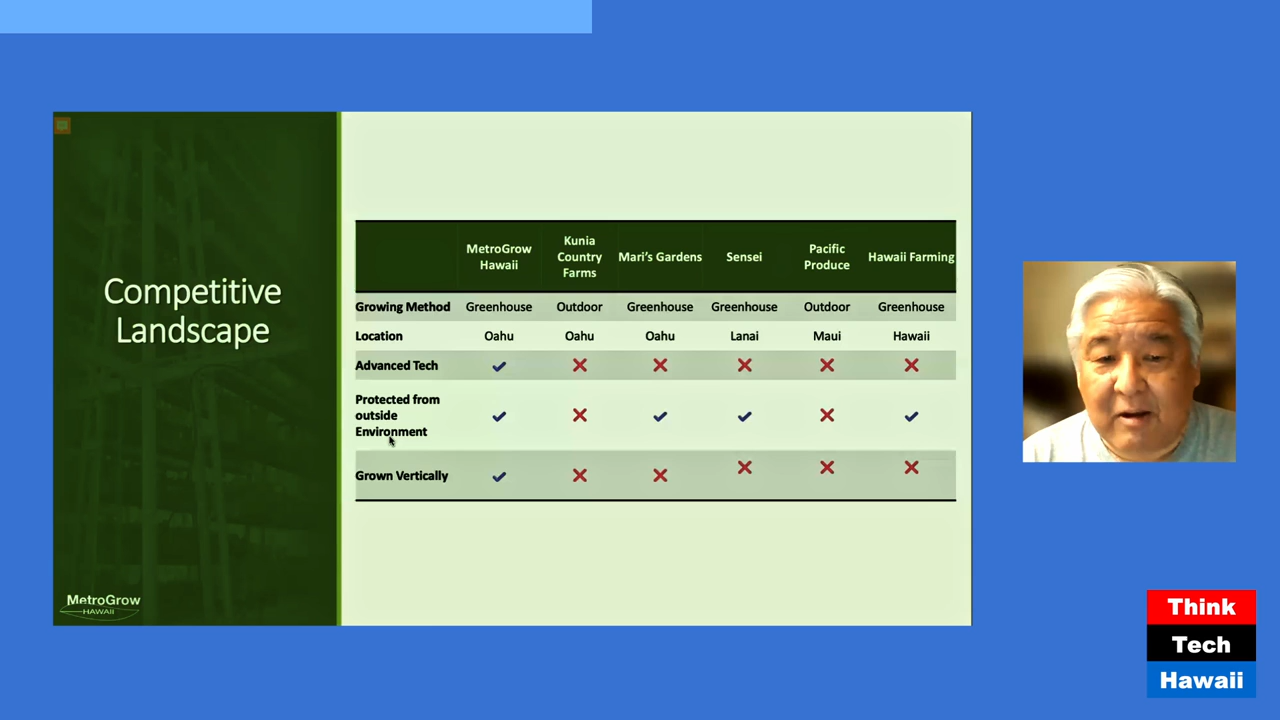 Competitive
Landscape
MetroGrow
HAWAII
MetroGrow Hawaii Kunia Country Farms Mari's Gardens Sensei Pacific Produce Hawaii Farming
Growing Method Greenhouse Outdoor Greenhouse Greenhouse Outdoor Greenhouse
Location Oahu Oahu Oahu Lanai Maui Hawaii
Advanced Tech ✓ ✗ ✗ ✗ ✗ ✗
Protected from outside Environment ✓ ✗ ✓ ✓ ✗ ✓
Grown Vertically ✓ ✗ ✗ ✗ ✗ ✗
Think
Tech
Hawaii